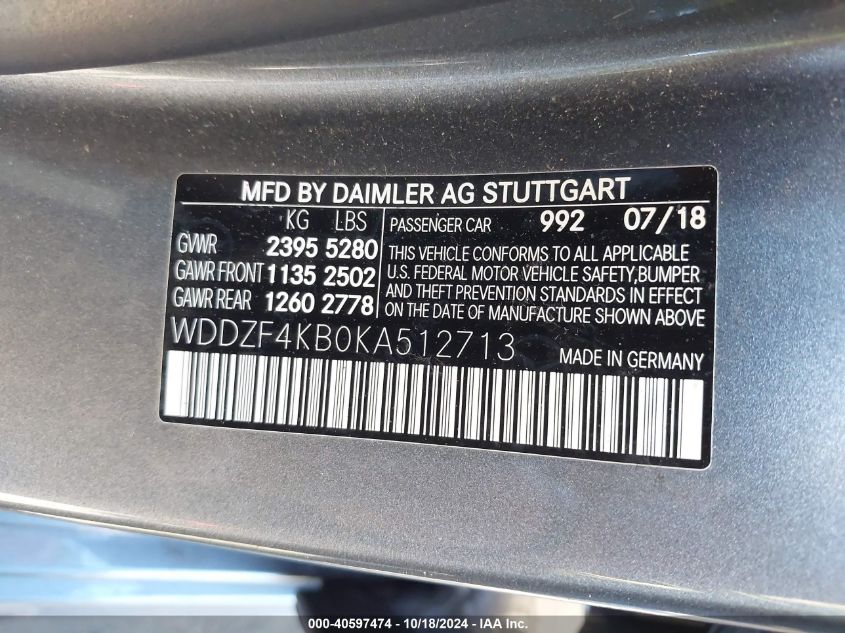 MFD BY DAIMLER AG STUTTGART
KG LBS
GVWR 2395 5280
GAWR FRONT 1135 2502
GAWR REAR 1260 2778
PASSENGER CAR 992 07/18
THIS VEHICLE CONFORMS TO ALL APPLICABLE
U.S. FEDERAL MOTOR VEHICLE SAFETY,BUMPER
AND THEFT PREVENTION STANDARDS IN EFFECT
ON THE DATE OF MANUFACTURE SHOWN ABOVE
WDDZF4KB0KA512713
MADE IN GERMANY
000-40597474 - 10/18/2024 - IAA Inc.